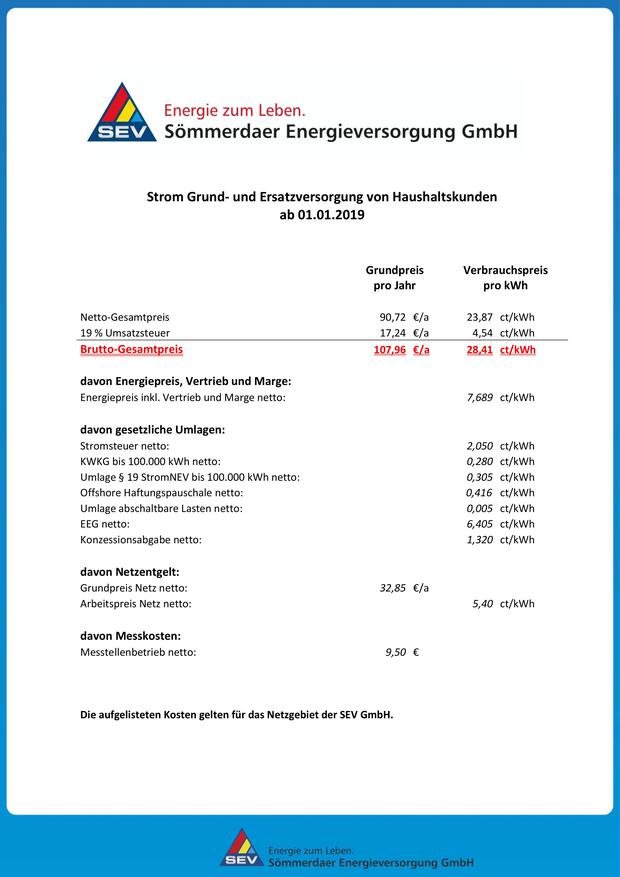 SEV
Energie zum Leben.
Sömmerdaer Energieversorgung GmbH
Strom Grund- und Ersatzversorgung von Haushaltskunden
ab 01.01.2019
Grundpreis Verbrauchspreis
pro Jahr pro kWh
Netto-Gesamtpreis 90,72 €/a 23,87 ct/kWh
19 % Umsatzsteuer 17,24 €/a 4,54 ct/kWh
Brutto-Gesamtpreis 107,96 €/a 28,41 ct/kWh
davon Energiepreis, Vertrieb und Marge:
Energiepreis inkl. Vertrieb und Marge netto: 7,689 ct/kWh
davon gesetzliche Umlagen:
Stromsteuer netto: 2,050 ct/kWh
KWKG bis 100.000 kWh netto: 0,280 ct/kWh
Umlage § 19 StromNEV bis 100.000 kWh netto: 0,305 ct/kWh
Offshore Haftungspauschale netto: 0,416 ct/kWh
Umlage abschaltbare Lasten netto: 0,005 ct/kWh
EEG netto: 6,405 ct/kWh
Konzessionsabgabe netto: 1,320 ct/kWh
davon Netzentgelt:
Grundpreis Netz netto: 32,85 €/a
Arbeitspreis Netz netto: 5,40 ct/kWh
davon Messkosten:
Messtellenbetrieb netto: 9,50 €
Die aufgelisteten Kosten gelten für das Netzgebiet der SEV GmbH.
SEV
Energie zum Leben.
Sömmerdaer Energieversorgung GmbH